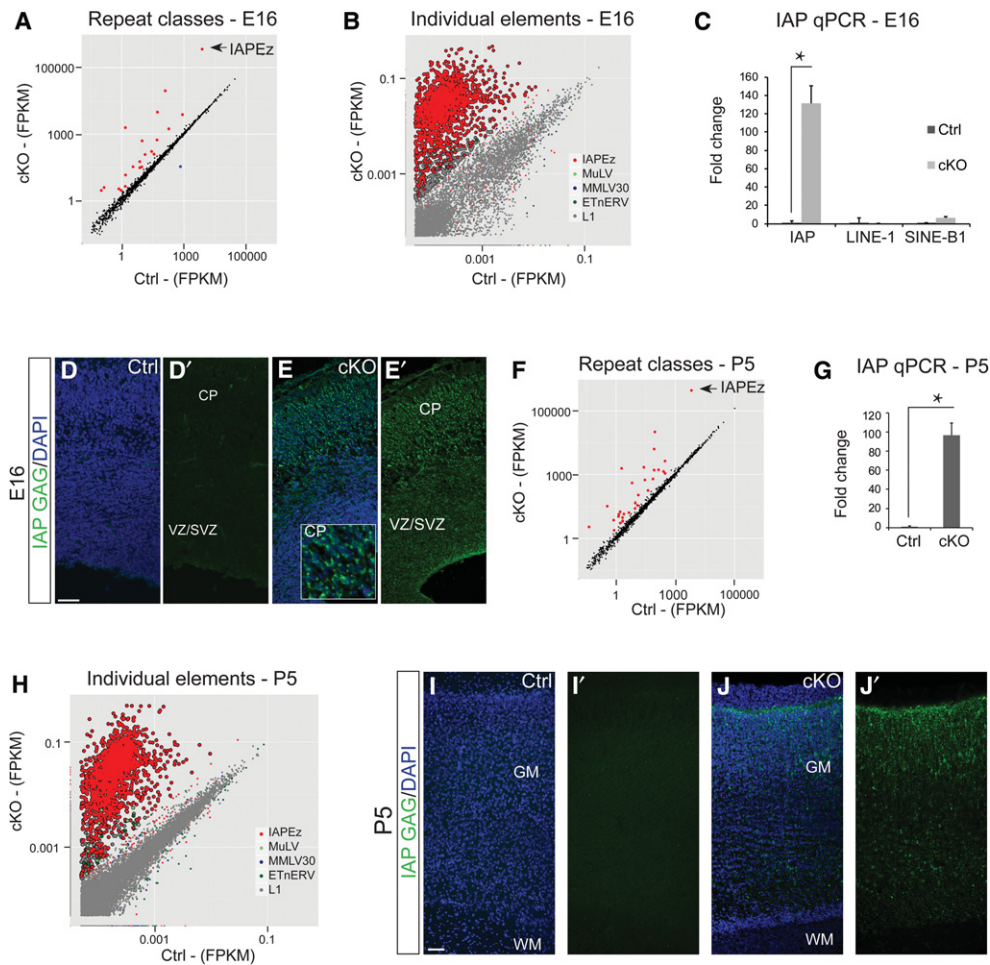 A
Repeat classes - E16
IAPEz
cKO - (FPKM)
100000
1000
1
1
1000
100000
Ctrl - (FPKM)
B
Individual elements - E16
cKO - (FPKM)
0.1
0.001
IAPEz
MuLV
MMLV30
ETnERV
L1
0.001
0.1
Ctrl - (FPKM)
C
IAP qPCR - E16
*
Fold change
160
140
120
100
80
60
40
20
0
Ctrl
cKO
IAP
LINE-1
SINE-B1
E16
IAP GAG/DAPI
D
Ctrl
D′
CP
VZ/SVZ
E
cKO
CP
E′
CP
VZ/SVZ
F
Repeat classes - P5
IAPEz
cKO - (FPKM)
100000
1000
1
1
1000
100000
Ctrl - (FPKM)
G
IAP qPCR - P5
*
Fold change
120
100
80
60
40
20
0
Ctrl
cKO
H
Individual elements - P5
cKO - (FPKM)
0.1
0.001
IAPEz
MuLV
MMLV30
ETnERV
L1
0.001
0.1
Ctrl - (FPKM)
P5
IAP GAG/DAPI
I
Ctrl
GM
WM
I′
J
cKO
GM
WM
J′